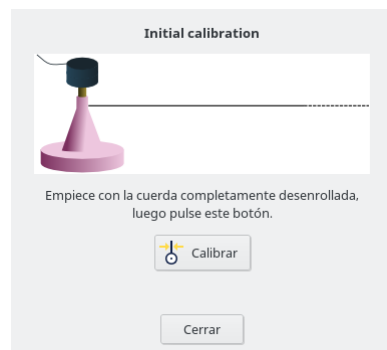 Initial calibration
Empiece con la cuerda completamente desenrollada,
luego pulse este botón.
Calibrar
Cerrar